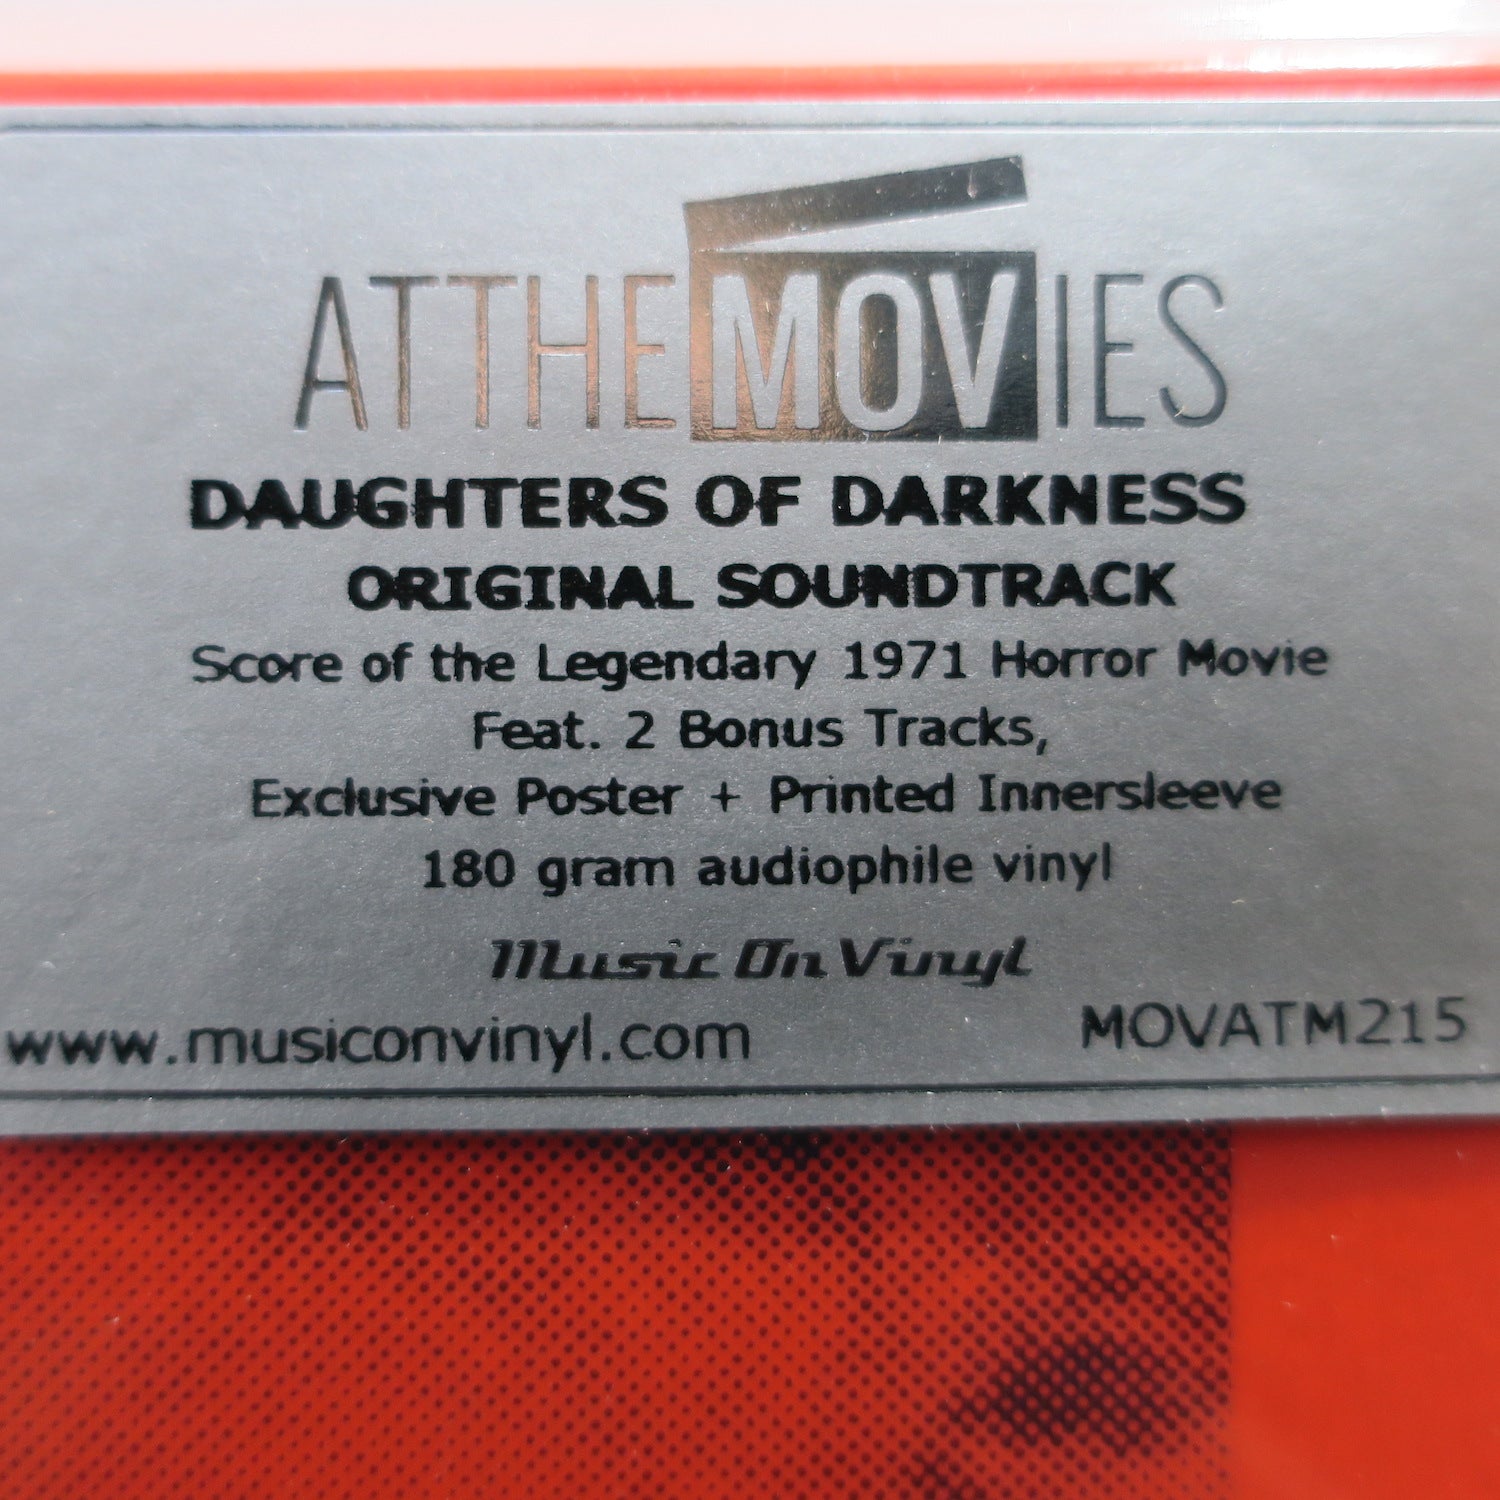 ATTHEMOVIES
DAUGHTERS OF DARKNESS
ORIGINAL SOUNDTRACK
Score of the Legendary 1971 Horror Movie
Feat. 2 Bonus Tracks,
Exclusive Poster + Printed Innersleeve
180 gram audiophile vinyl
Music On Vinyl
www.musiconvinyl.com MOVATM215